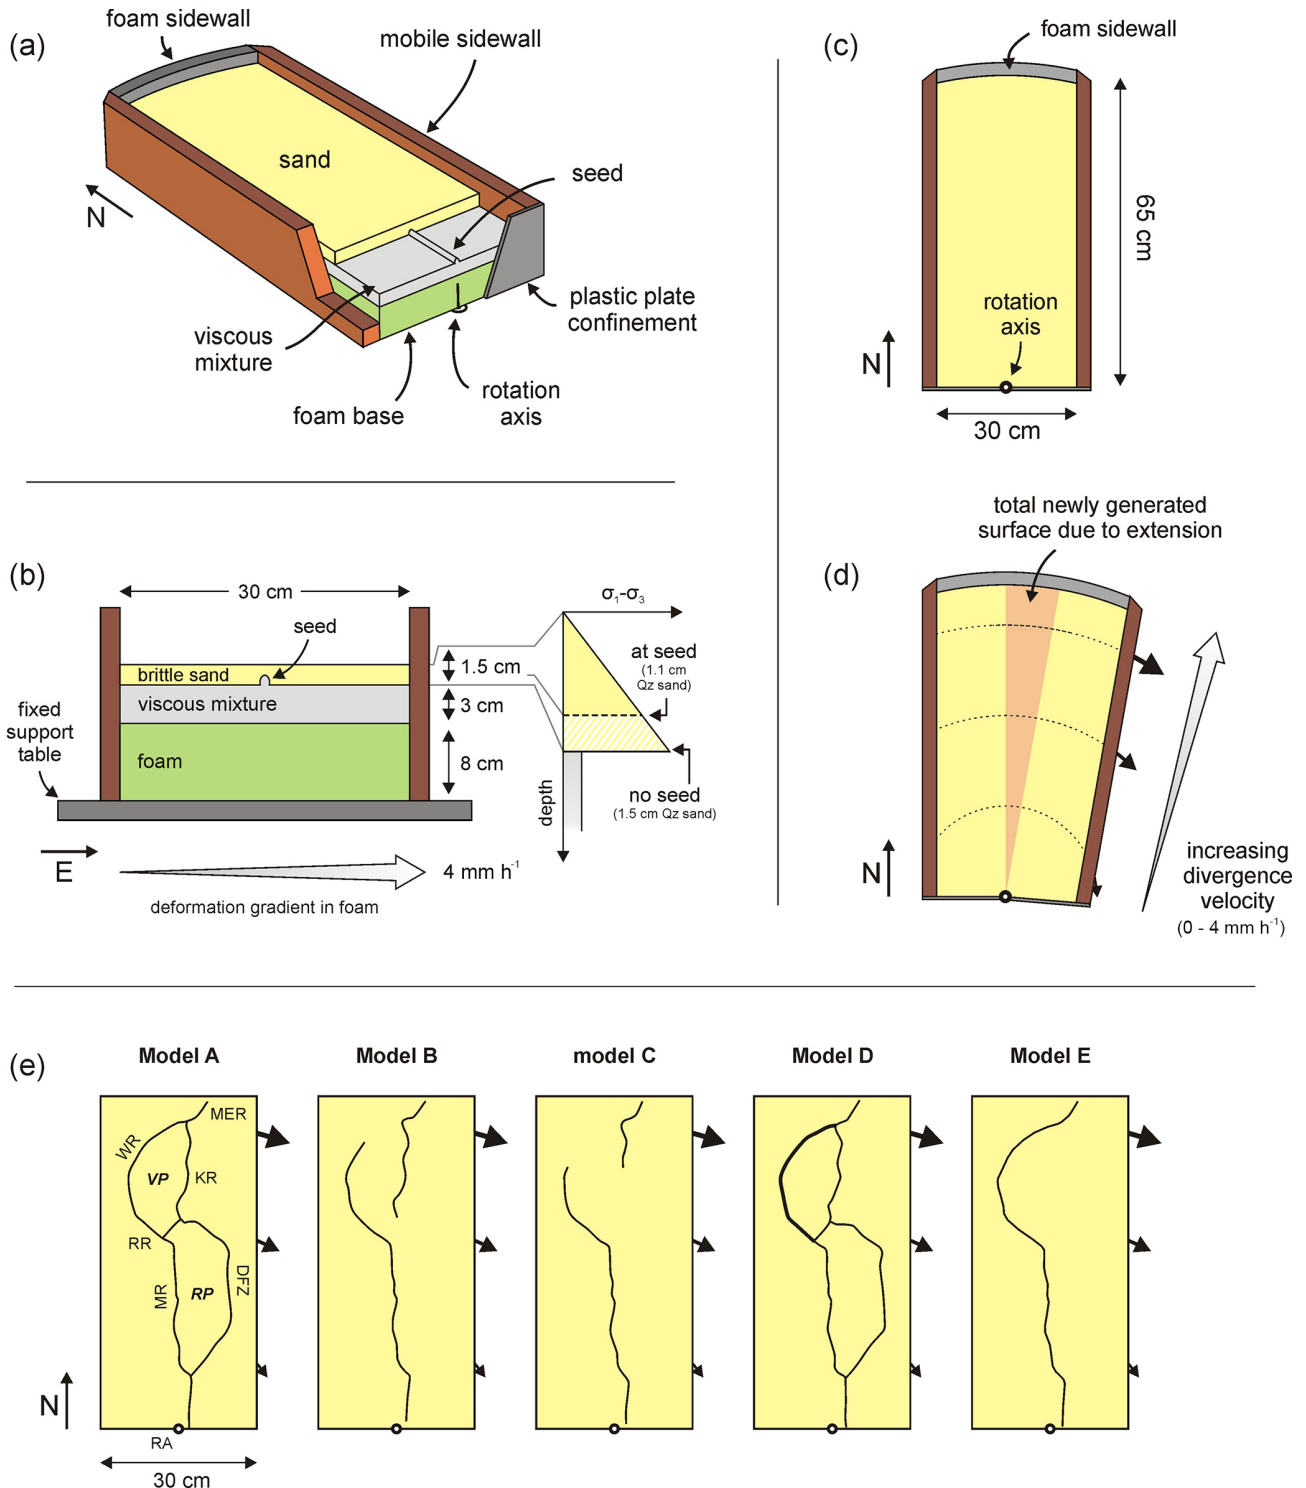 (a)
foam sidewall
mobile sidewall
sand
seed
N
viscous
mixture
plastic plate
confinement
foam base
rotation
axis
(b)
30 cm
seed
brittle sand
viscous mixture
foam
1.5 cm
3 cm
8 cm
fixed
support
table
σ1-σ3
at seed
(1.1 cm
Qz sand)
no seed
(1.5 cm Qz sand)
depth
E
4 mm h-1
deformation gradient in foam
(c)
foam sidewall
65 cm
rotation
axis
N
30 cm
(d)
total newly generated
surface due to extension
N
increasing
divergence
velocity
(0 - 4 mm h-1)
(e)
Model A
Model B
model C
Model D
Model E
MER
WR
VP
KR
RR
MR
RP
DFZ
N
RA
30 cm